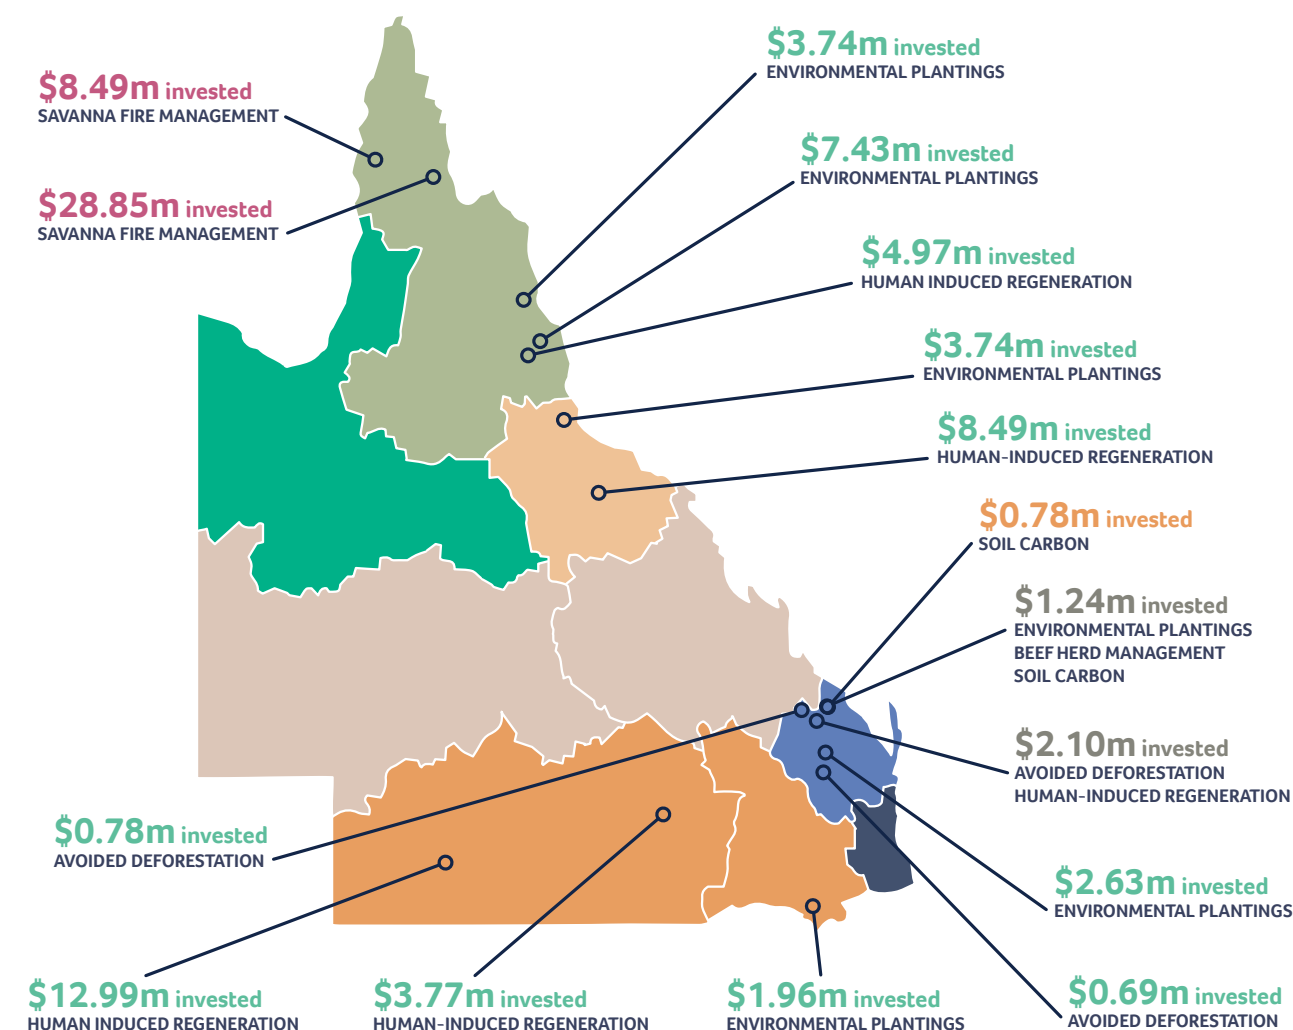 $3.74m invested
ENVIRONMENTAL PLANTINGS
$8.49m invested
SAVANNA FIRE MANAGEMENT
$7.43m invested
ENVIRONMENTAL PLANTINGS
$28.85m invested
SAVANNA FIRE MANAGEMENT
$4.97m invested
HUMAN INDUCED REGENERATION
$3.74m invested
ENVIRONMENTAL PLANTINGS
$8.49m invested
HUMAN-INDUCED REGENERATION
$0.78m invested
SOIL CARBON
$1.24m invested
ENVIRONMENTAL PLANTINGS
BEEF HERD MANAGEMENT
SOIL CARBON
$2.10m invested
AVOIDED DEFORESTATION
HUMAN-INDUCED REGENERATION
$0.78m invested
AVOIDED DEFORESTATION
$2.63m invested
ENVIRONMENTAL PLANTINGS
$12.99m invested
HUMAN INDUCED REGENERATION
$3.77m invested
HUMAN-INDUCED REGENERATION
$1.96m invested
ENVIRONMENTAL PLANTINGS
$0.69m invested
AVOIDED DEFORESTATION